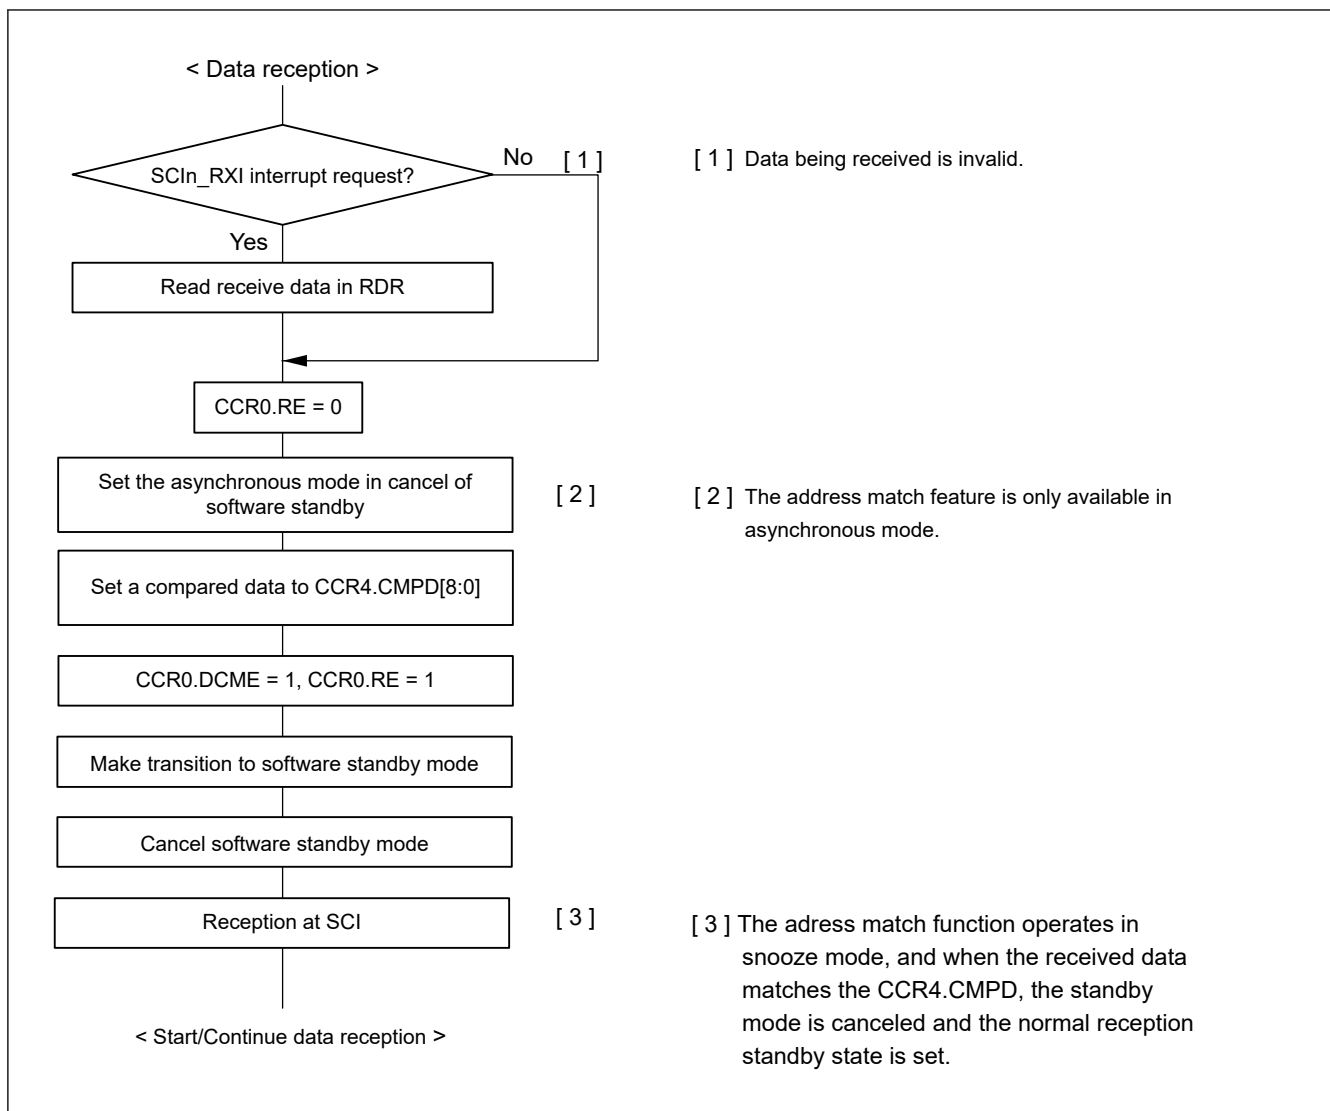 < Data reception >
SCIn_RXI interrupt request?
No [ 1 ]
[ 1 ] Data being received is invalid.
Yes
Read receive data in RDR
CCR0.RE = 0
Set the asynchronous mode in cancel of
software standby
[ 2 ]
[ 2 ] The address match feature is only available in
asynchronous mode.
Set a compared data to CCR4.CMPD[8:0]
CCR0.DCME = 1, CCR0.RE = 1
Make transition to software standby mode
Cancel software standby mode
Reception at SCI
[ 3 ]
[ 3 ] The adress match function operates in
snooze mode, and when the received data
matches the CCR4.CMPD, the standby
mode is canceled and the normal reception
standby state is set.
< Start/Continue data reception >